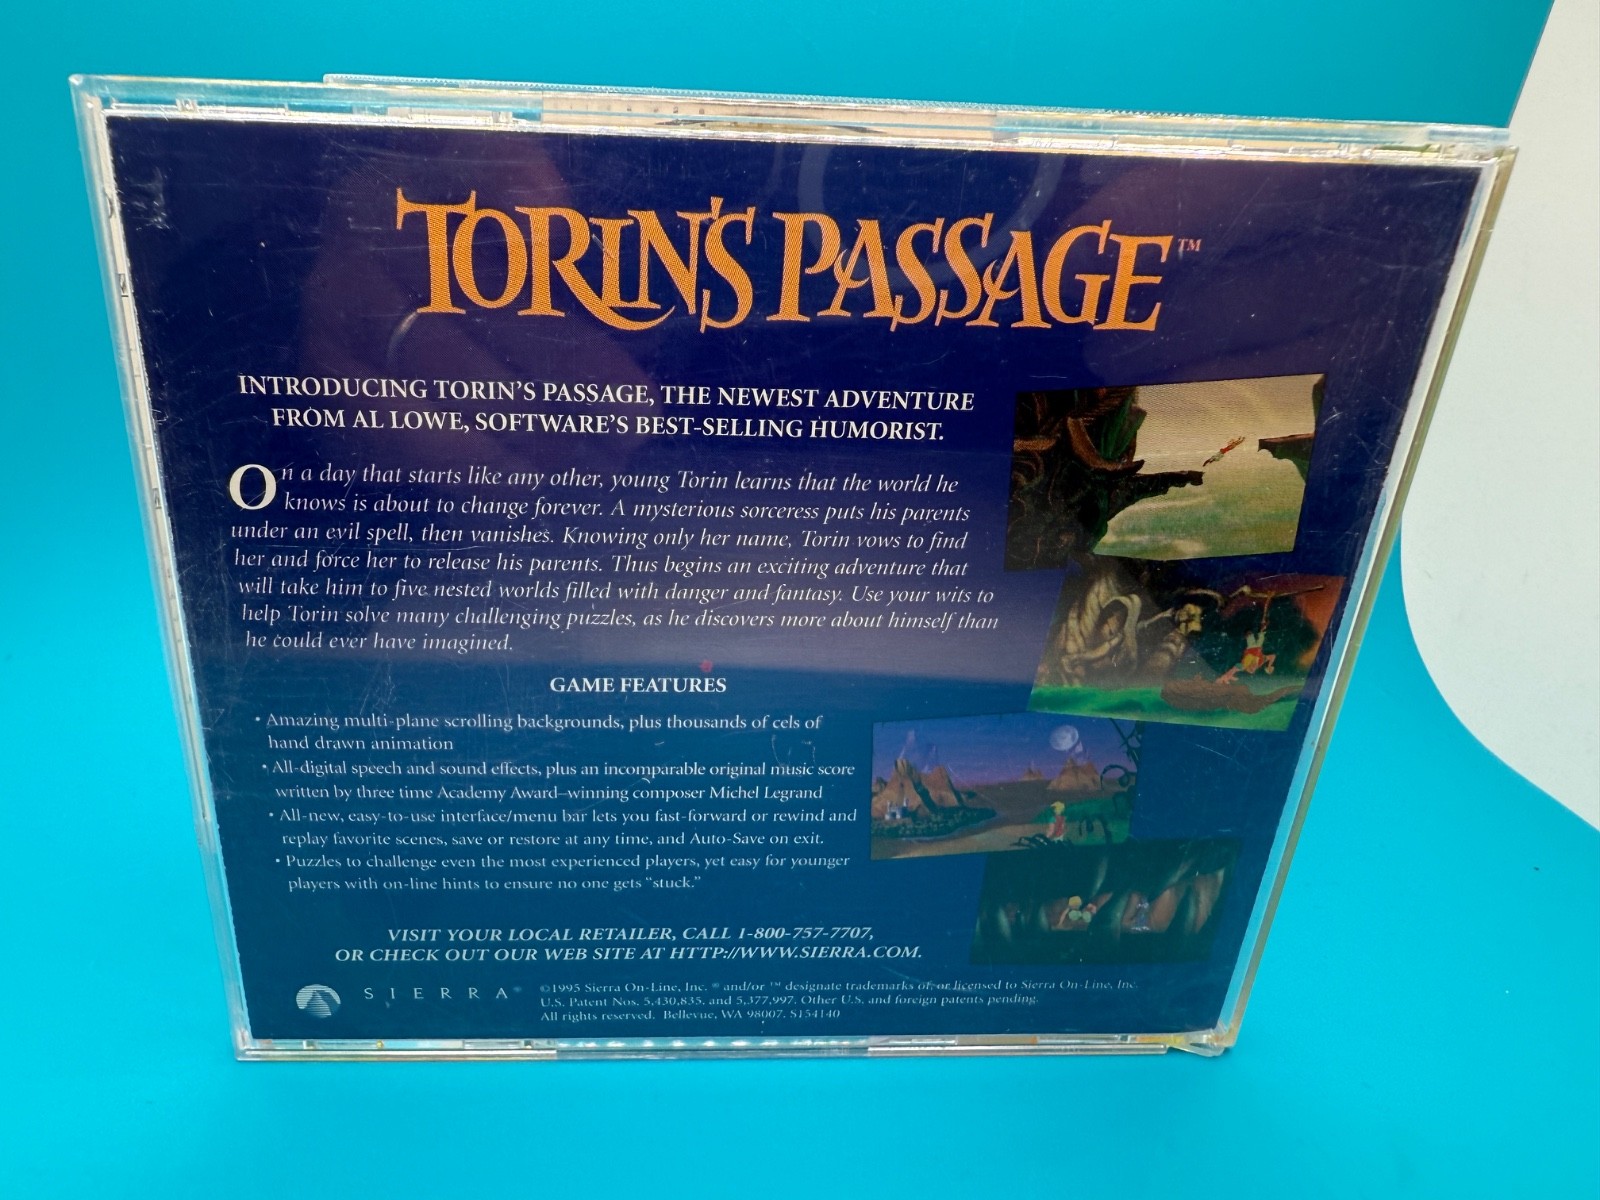 TORIN'S PASSAGE™
INTRODUCING TORIN'S PASSAGE, THE NEWEST ADVENTURE
FROM AL LOWE, SOFTWARE'S BEST-SELLING HUMORIST.
On a day that starts like any other, young Torin learns that the world he
knows is about to change forever. A mysterious sorceress puts his parents
under an evil spell, then vanishes. Knowing only her name, Torin vows to find
her and force her to release his parents. Thus begins an exciting adventure that
will take him to five nested worlds filled with danger and fantasy. Use your wits to
help Torin solve many challenging puzzles, as he discovers more about himself than
he could ever have imagined.
GAME FEATURES
• Amazing multi-plane scrolling backgrounds, plus thousands of cels of
hand drawn animation
• All-digital speech and sound effects, plus an incomparable original music score
written by three time Academy Award–winning composer Michel Legrand
• All-new, easy-to-use interface/menu bar lets you fast-forward or rewind and
replay favorite scenes, save or restore at any time, and Auto-Save on exit.
• Puzzles to challenge even the most experienced players, yet easy for younger
players with on-line hints to ensure no one gets "stuck."
VISIT YOUR LOCAL RETAILER, CALL 1-800-757-7707,
OR CHECK OUT OUR WEB SITE AT HTTP://WWW.SIERRA.COM.
SIERRA®
©1995 Sierra On-Line, Inc. ® and/or ™ designate trademarks of, or licensed to Sierra On-Line, Inc.
U.S. Patent Nos. 5,430,835, and 5,377,997. Other U.S. and foreign patents pending.
All rights reserved. Bellevue, WA 98007. S154140